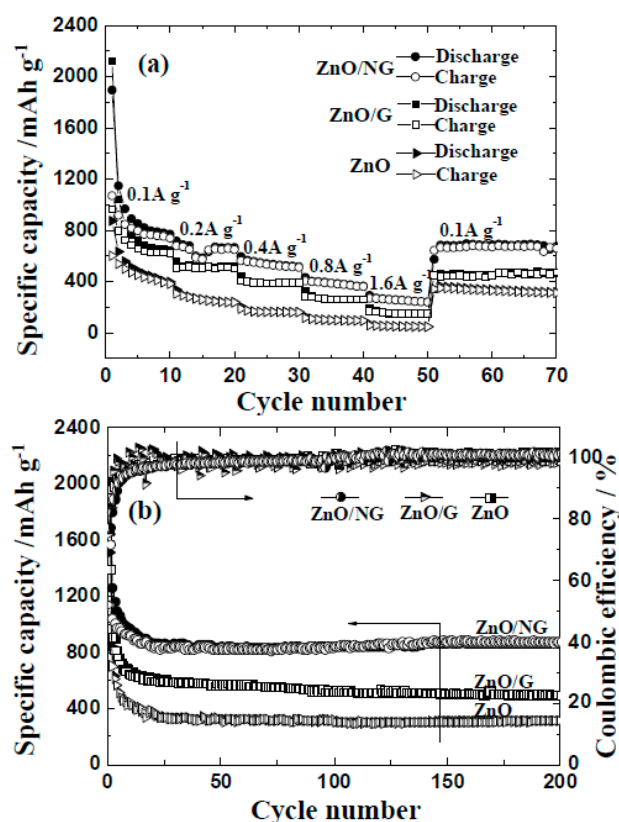 2400
2000
1600
1200
800
400
0
Specific capacity /mAh g⁻¹
(a)
ZnO/NG
Discharge
Charge
ZnO/G
Discharge
Charge
ZnO
Discharge
Charge
0.1A g⁻¹
0.2A g⁻¹
0.4A g⁻¹
0.8A g⁻¹
1.6A g⁻¹
0.1A g⁻¹
0 10 20 30 40 50 60 70
Cycle number
2400
2000
1600
1200
800
400
0
Specific capacity /mAh g⁻¹
(b)
ZnO/NG ZnO/G ZnO
ZnO/NG
ZnO/G
ZnO
100
80
60
40
20
0
Coulombic efficiency / %
0 50 100 150 200
Cycle number